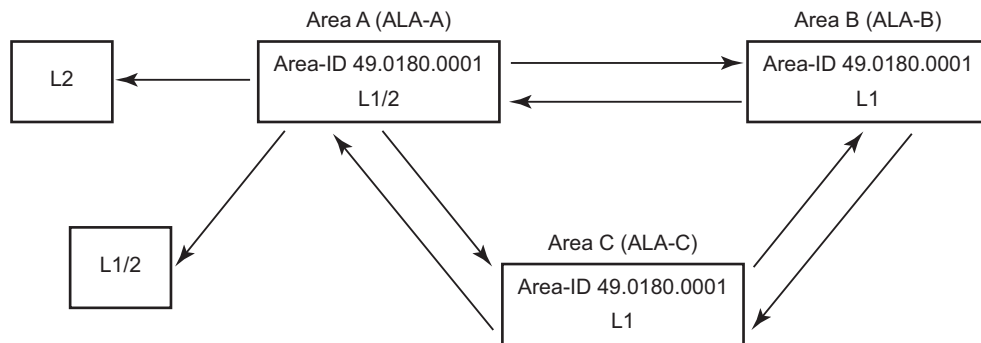 Area A (ALA-A)
Area B (ALA-B)
L2
Area-ID 49.0180.0001
L1/2
Area-ID 49.0180.0001
L1
L1/2
Area C (ALA-C)
Area-ID 49.0180.0001
L1